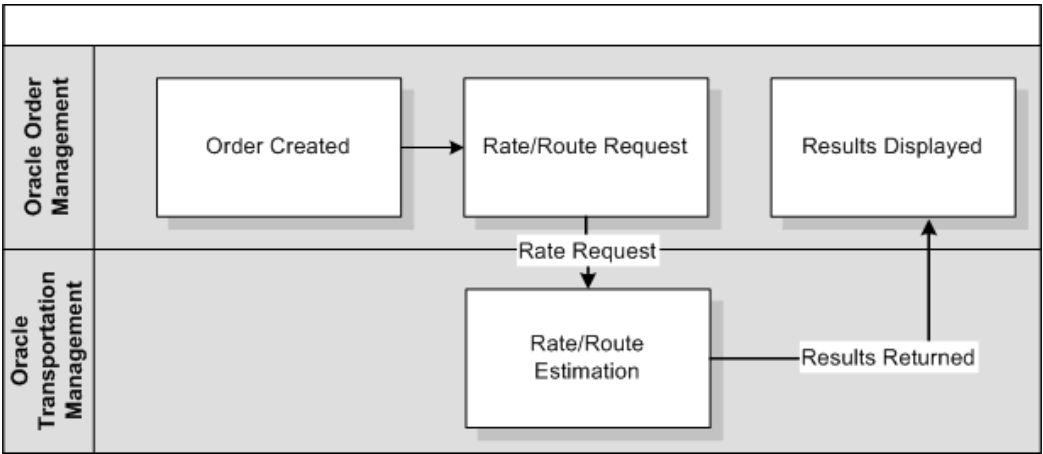 Oracle Order
Management
Order Created
Rate/Route Request
Results Displayed
Rate Request
Oracle
Transportation
Management
Rate/Route
Estimation
Results Returned